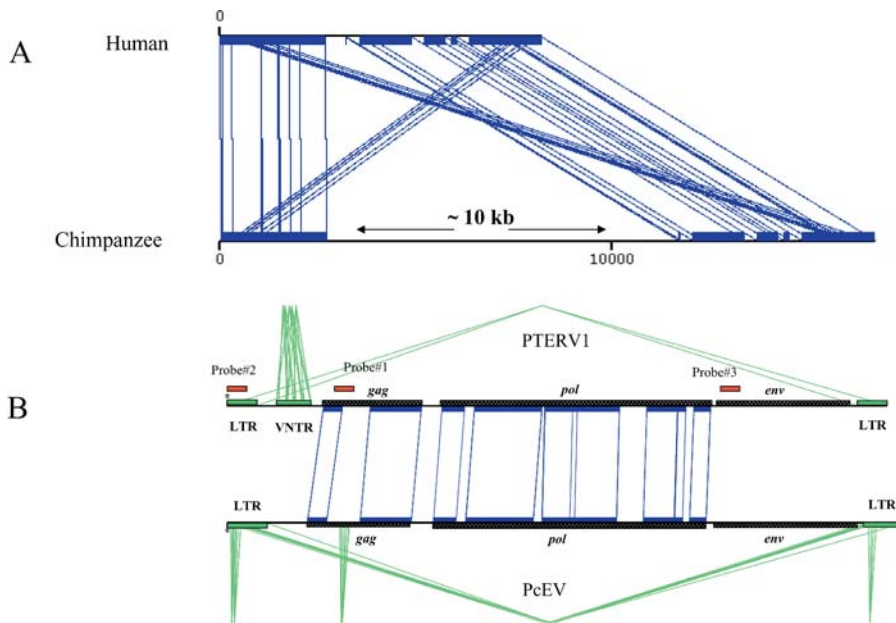 0
Human
A
~ 10 kb
Chimpanzee
0
10000
PTERV1
Probe#2
Probe#1
Probe#3
gag
pol
env
B
LTR
VNTR
LTR
LTR
LTR
gag
pol
env
PcEV